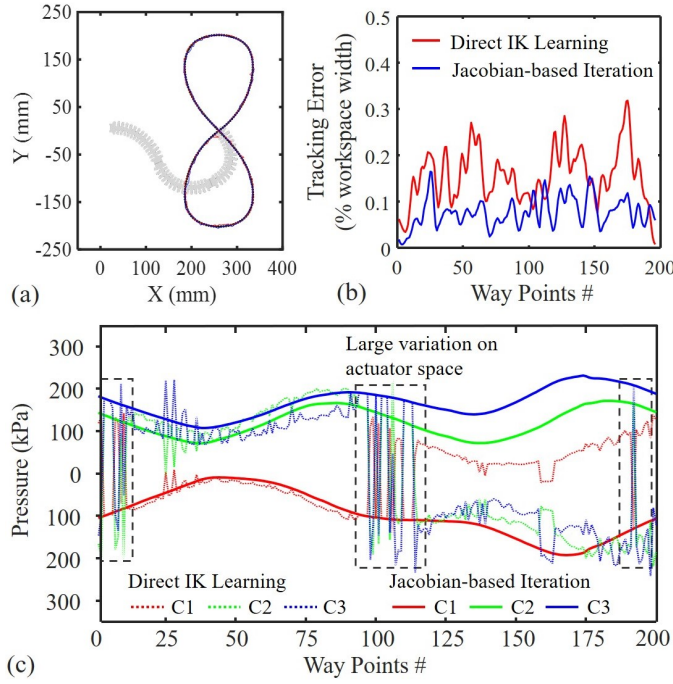 250
150
50
-50
-150
-250
Y (mm)
0 100 200 300 400
X (mm)
(a)
0.5
0.4
0.3
0.2
0.1
0
Tracking Error
(% workspace width)
Direct IK Learning
Jacobian-based Iteration
0 50 100 150 200
Way Points #
(b)
300
200
100
0
100
200
300
Pressure (kPa)
Large variation on
actuator space
Direct IK Learning Jacobian-based Iteration
C1 C2 C3 C1 C2 C3
1 25 50 75 100 125 150 175 200
Way Points #
(c)